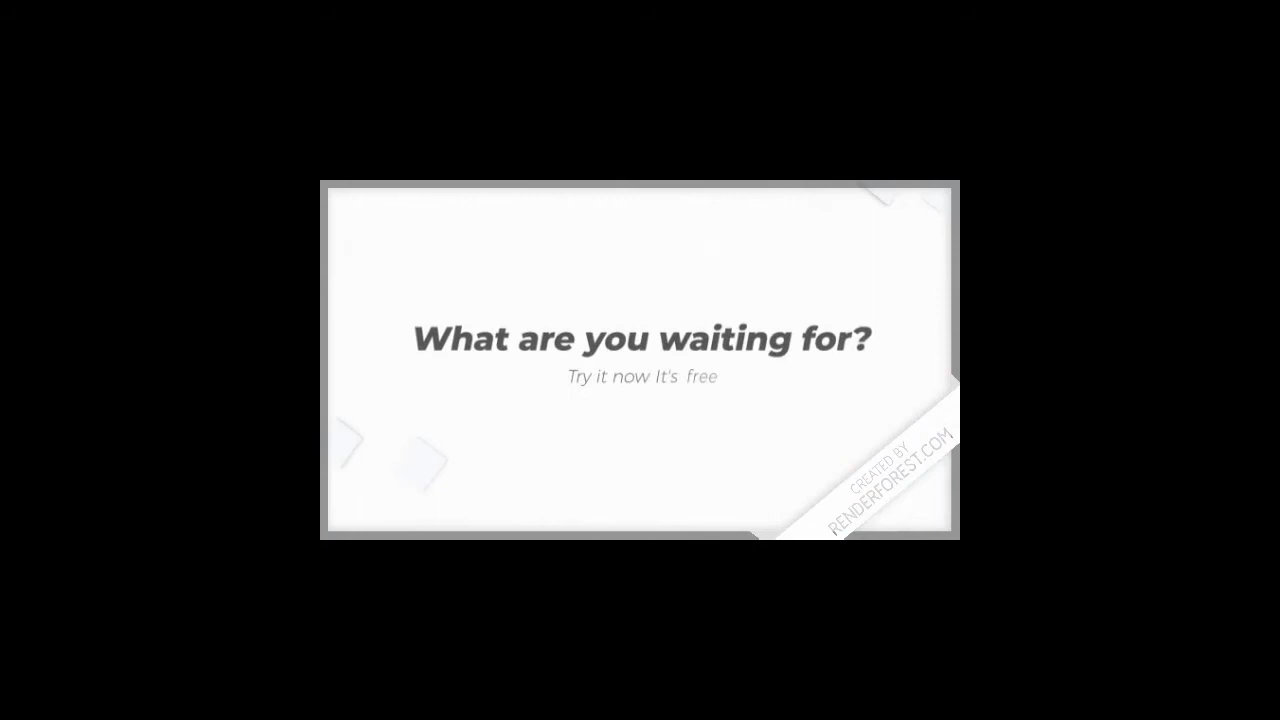 What are you waiting for?
Try it now It's free
CREATED BY
RENDERFOREST.COM